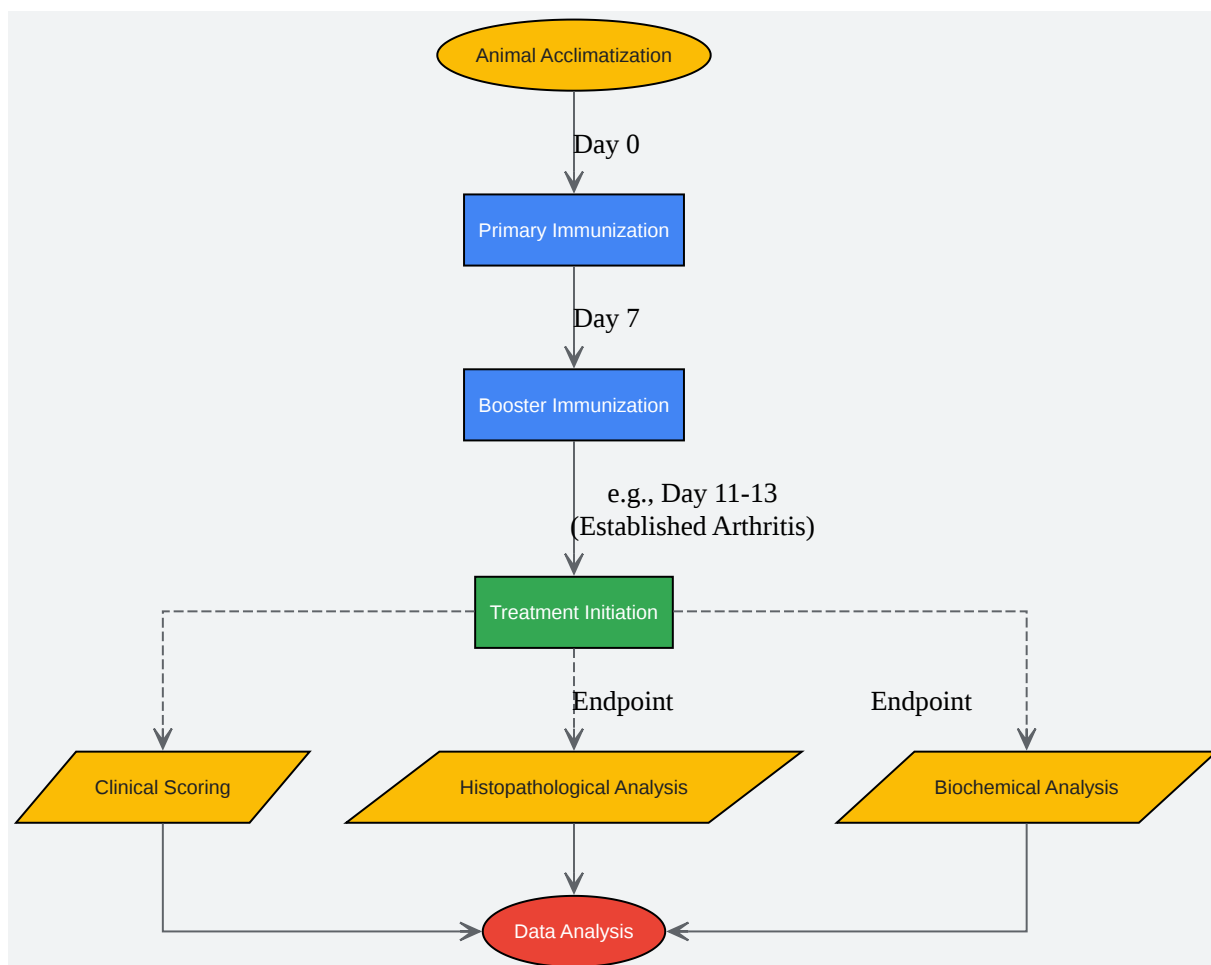 Animal Acclimatization
Day 0
Primary Immunization
Day 7
Booster Immunization
e.g., Day 11-13
(Established Arthritis)
Treatment Initiation
Endpoint
Endpoint
Clinical Scoring
Histopathological Analysis
Biochemical Analysis
Data Analysis